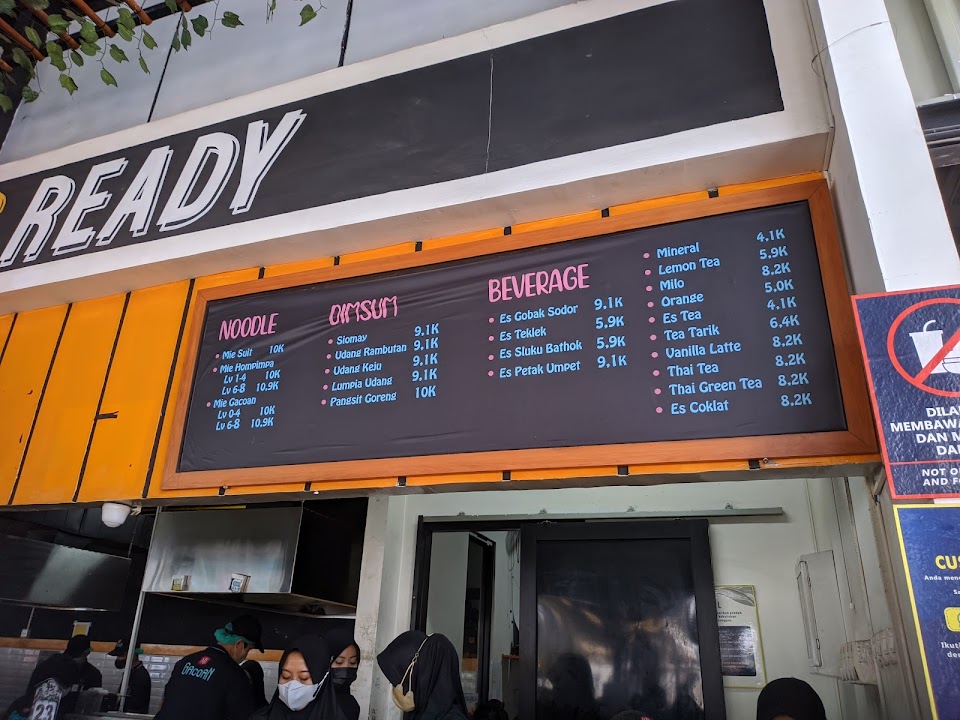 READY
NOODLE
• Mie Suit 10K
• Mie Hompimpa
Lv 1-4 10K
Lv 6-8 10.9K
• Mie Gacoan
Lv 0-4 10K
Lv 6-8 10.9K
DIMSUM
• Siomay 9.1K
• Udang Rambutan 9.1K
• Udang Keju 9.1K
• Lumpia Udang 9.1K
• Pangsit Goreng 10K
BEVERAGE
• Es Gobak Sodor 9.1K
• Es Teklek 5.9K
• Es Sluku Bathok 5.9K
• Es Petak Umpet 9.1K
• Mineral 4.1K
• Lemon Tea 5.9K
• Milo 8.2K
• Orange 5.0K
• Es Tea 4.1K
• Tea Tarik 6.4K
• Vanilla Latte 8.2K
• Thai Tea 8.2K
• Thai Green Tea 8.2K
• Es Coklat 8.2K
DILA
MEMBAWA
DAN M
DA
NOT O
AND F
CUS
GACOAN
23